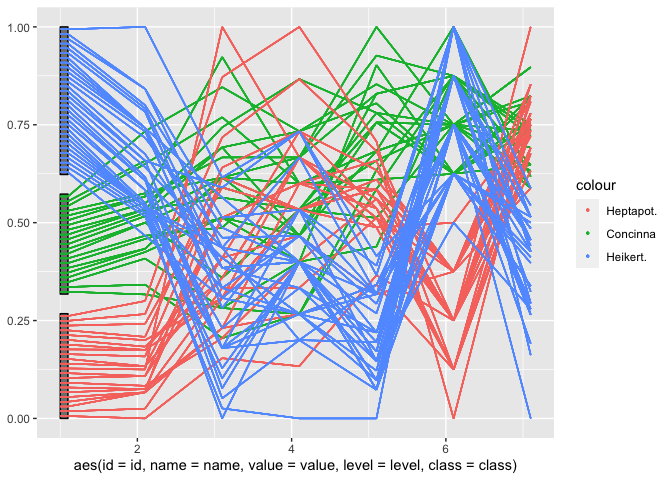 1.00
0.75
0.50
0.25
0.00
2
4
6
aes(id = id, name = name, value = value, level = level, class = class)
colour
Heptapot.
Concinna
Heikert.